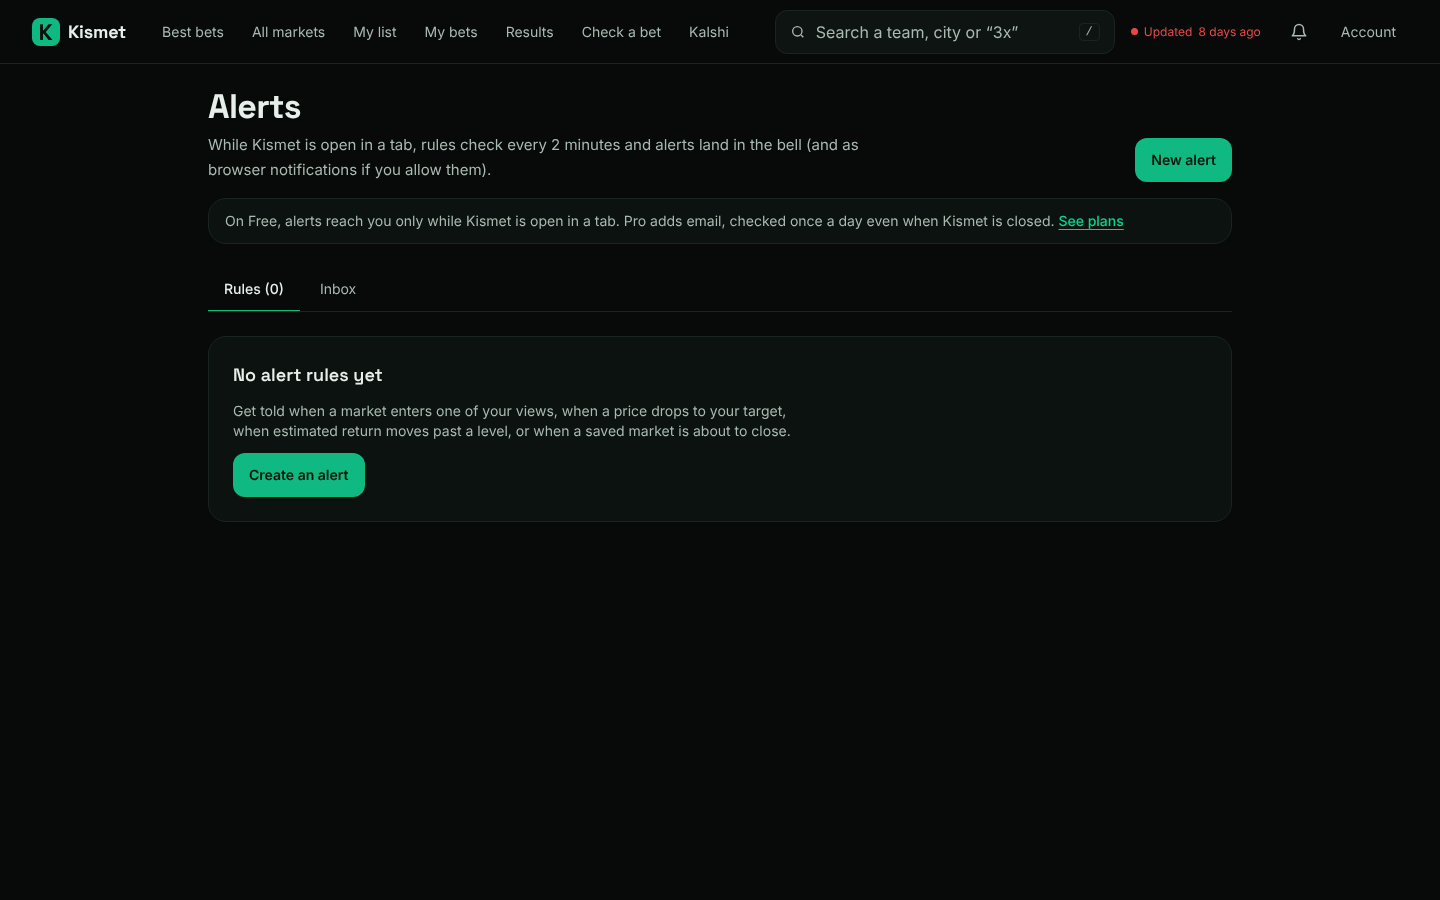 K Kismet Best bets All markets My list My bets Results Check a bet Kalshi Search a team, city or “3x” / Updated 8 days ago Account
Alerts
While Kismet is open in a tab, rules check every 2 minutes and alerts land in the bell (and as
browser notifications if you allow them).
New alert
On Free, alerts reach you only while Kismet is open in a tab. Pro adds email, checked once a day even when Kismet is closed. See plans
Rules (0) Inbox
No alert rules yet
Get told when a market enters one of your views, when a price drops to your target,
when estimated return moves past a level, or when a saved market is about to close.
Create an alert